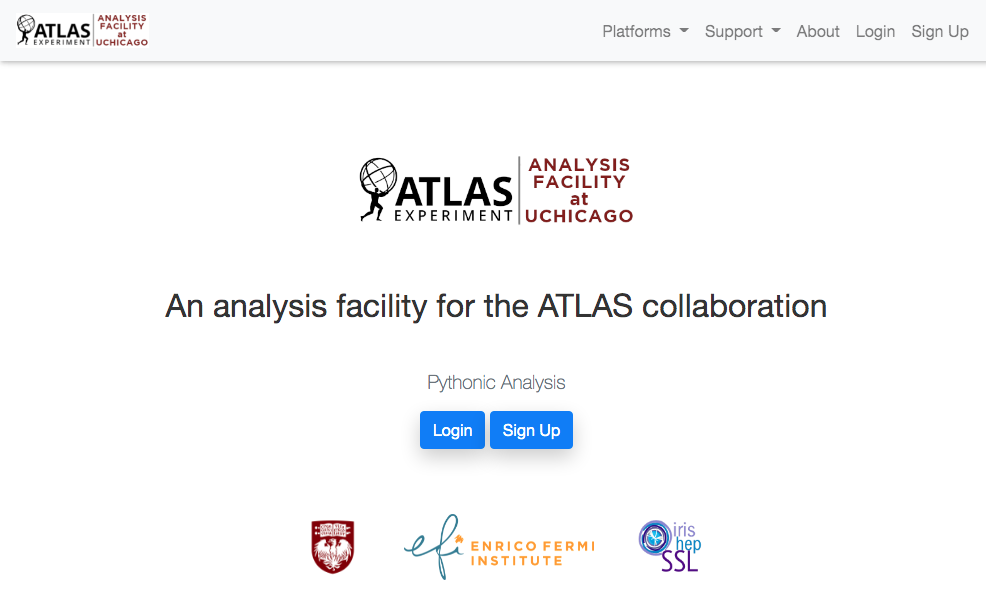 ATLAS
EXPERIMENT
ANALYSIS
FACILITY
at
UCHICAGO
Platforms
Support
About
Login
Sign Up
ATLAS
EXPERIMENT
ANALYSIS
FACILITY
at
UCHICAGO
An analysis facility for the ATLAS collaboration
Pythonic Analysis
Login
Sign Up
efi
ENRICO FERMI
INSTITUTE
iris
hep
SSL